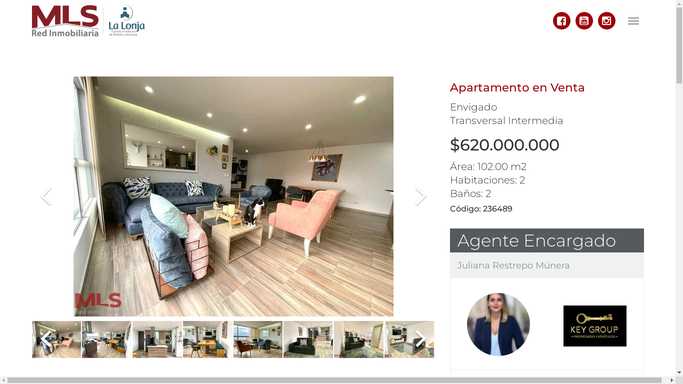 MLS
Red Inmobiliaria
La Lonja
Apartamento en Venta
Envigado
Transversal Intermedia
$620.000.000
Área: 102.00 m2
Habitaciones: 2
Baños: 2
Código: 236489
Agente Encargado
Juliana Restrepo Múnera
MLS
KEY GROUP